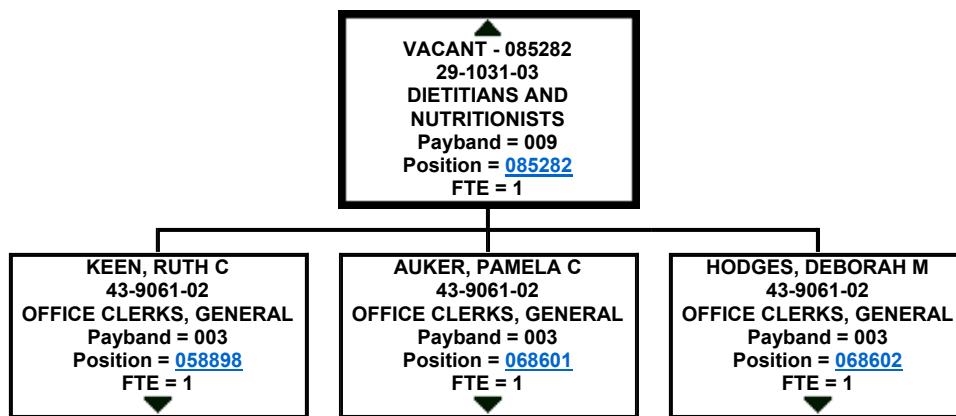 VACANT - 085282
29-1031-03
DIETITIANS AND
NUTRITIONISTS
Payband = 009
Position = 085282
FTE = 1
KEEN, RUTH C
43-9061-02
OFFICE CLERKS, GENERAL
Payband = 003
Position = 058898
FTE = 1
AUKER, PAMELA C
43-9061-02
OFFICE CLERKS, GENERAL
Payband = 003
Position = 068601
FTE = 1
HODGES, DEBORAH M
43-9061-02
OFFICE CLERKS, GENERAL
Payband = 003
Position = 068602
FTE = 1